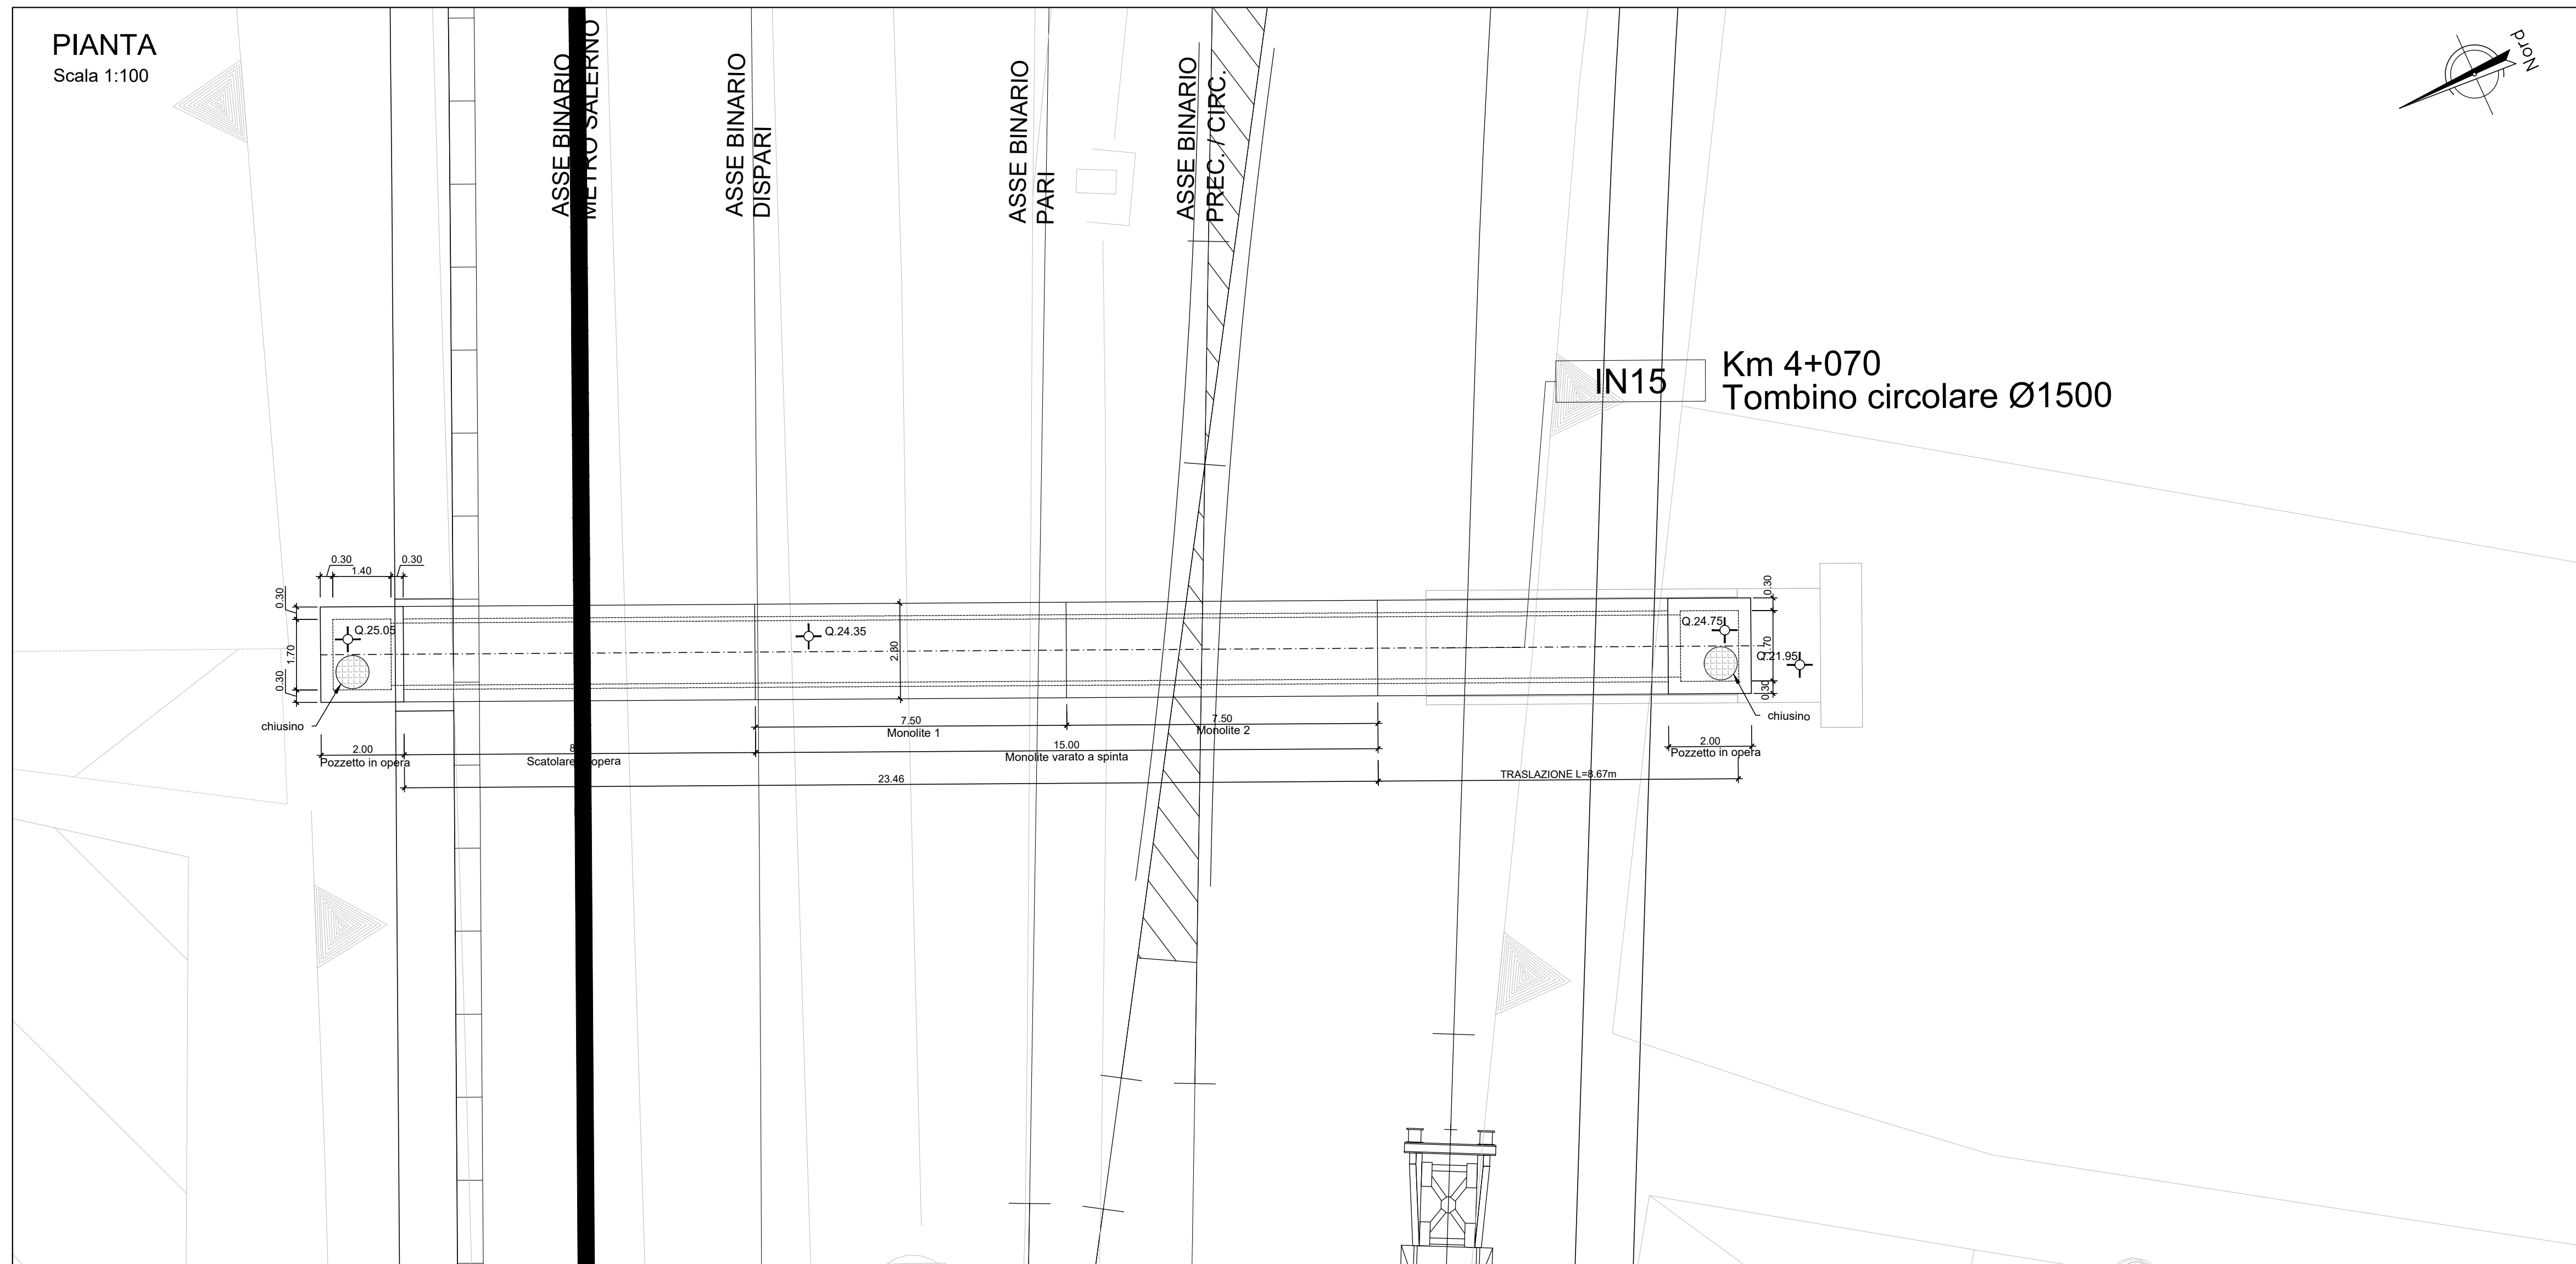 PIANTA
Scala 1:100
ASSE BINARIO
METRO SALERNO
ASSE BINARIO
DISPARI
ASSE BINARIO
PARI
ASSE BINARIO
PREC. / CIRC.
Nord
IN15
Km 4+070
Tombino circolare Ø1500
0.30
1.40
0.30
0.30
1.70
0.30
Q.25.05
Q.24.35
2.30
Q.24.75
Q.21.95
0.30
1.70
0.30
chiusino
chiusino
7.50
Monolite 1
7.50
Monolite 2
2.00
Pozzetto in opera
8
Scatolare opera
15.00
Monolite varato a spinta
2.00
Pozzetto in opera
23.46
TRASLAZIONE L=8.67m